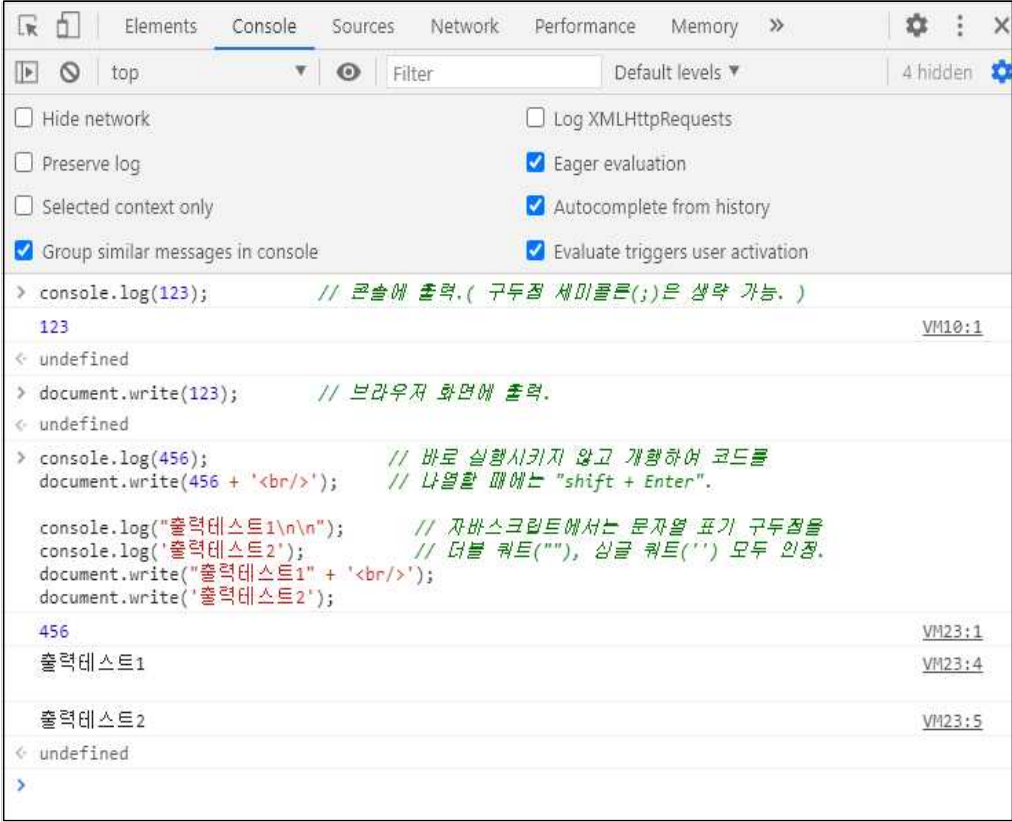 Elements Console Sources Network Performance Memory »
top ▼ Filter Default levels ▼ 4 hidden
Hide network Log XMLHttpRequests
Preserve log Eager evaluation
Selected context only Autocomplete from history
Group similar messages in console Evaluate triggers user activation
> console.log(123); // 콘솔에 출력.( 구두점 세미콜론(;)은 생략 가능. )
123 VM10:1
undefined
> document.write(123); // 브라우저 화면에 출력.
undefined
> console.log(456); // 바로 실행시키지 않고 개행하여 코드를
document.write(456 + '<br/>'); // 나열할 때에는 "shift + Enter".
console.log("출력테스트1\n\n"); // 자바스크립트에서는 문자열 표기 구두점을
console.log('출력테스트2'); // 더블 쿼트(""), 싱글 쿼트('') 모두 인정.
document.write("출력테스트1" + '<br/>');
document.write('출력테스트2');
456 VM23:1
출력테스트1 VM23:4
출력테스트2 VM23:5
undefined
>